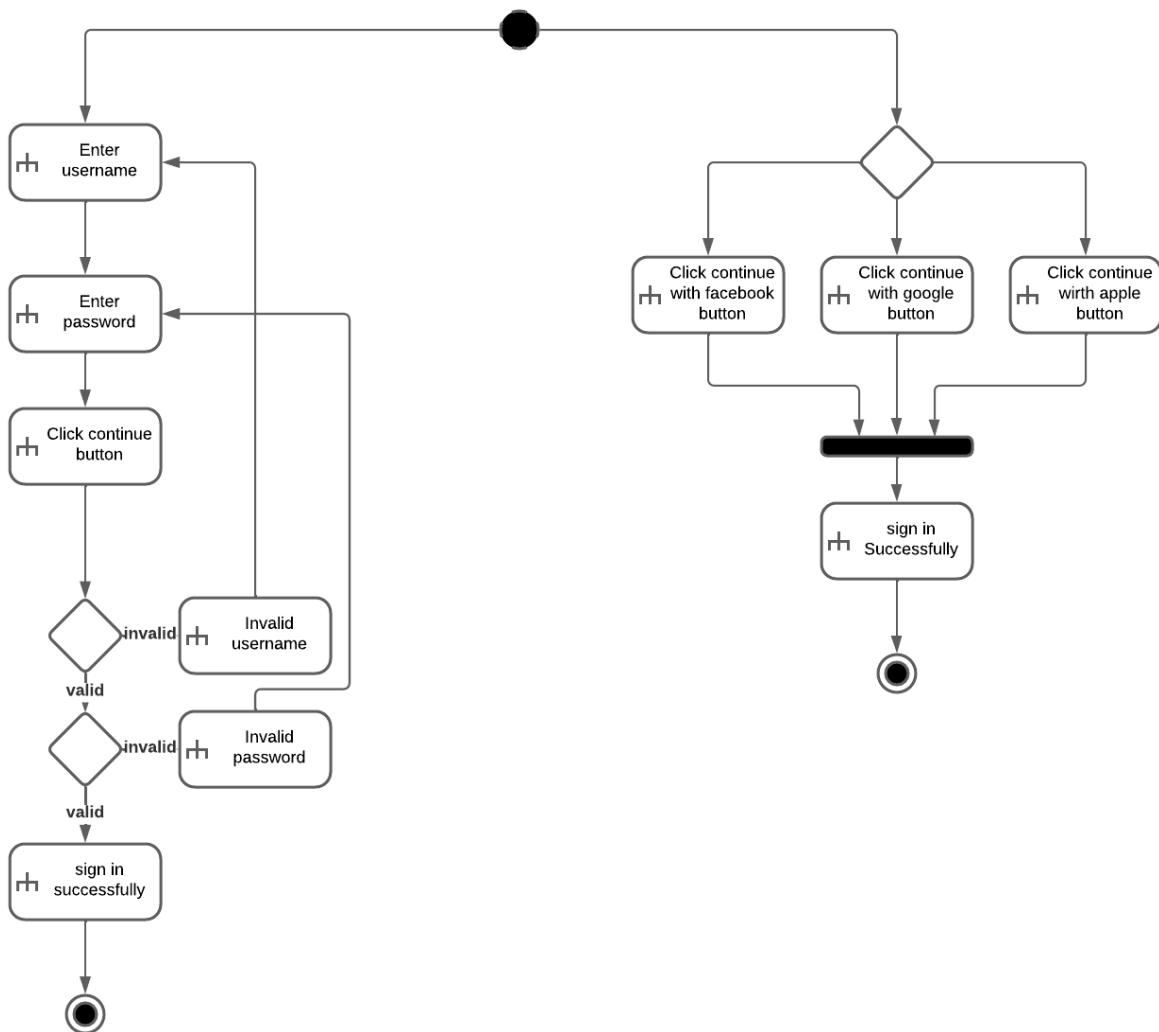 Enter
username
Enter
password
Click continue
button
invalid
Invalid
username
valid
invalid
Invalid
password
valid
sign in
successfully
Click continue
with facebook
button
Click continue
with google
button
Click continue
wirth apple
button
sign in
Successfully